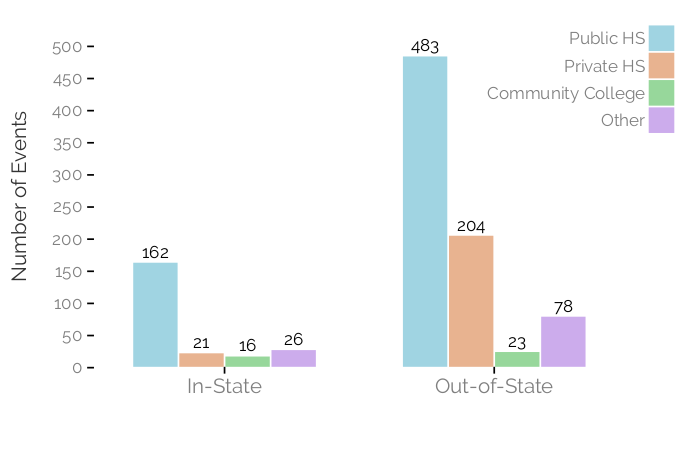 Number of Events
500
450
400
350
300
250
200
150
100
50
0
162
21
16
26
483
204
23
78
In-State
Out-of-State
Public HS
Private HS
Community College
Other